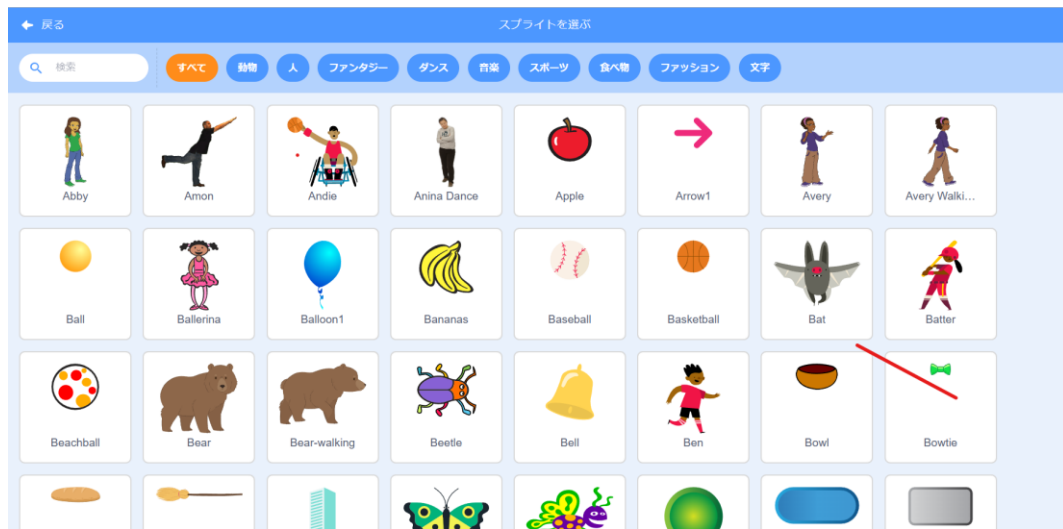 戻る
スプライトを選ぶ
検索
すべて
動物
人
ファンタジー
ダンス
音楽
スポーツ
食べ物
ファッション
文字
Abby
Amon
Andie
Anina Dance
Apple
Arrow1
Avery
Avery Walki...
Ball
Ballerina
Balloon1
Bananas
Baseball
Basketball
Bat
Batter
Beachball
Bear
Bear-walking
Beetle
Bell
Ben
Bowl
Bowtie